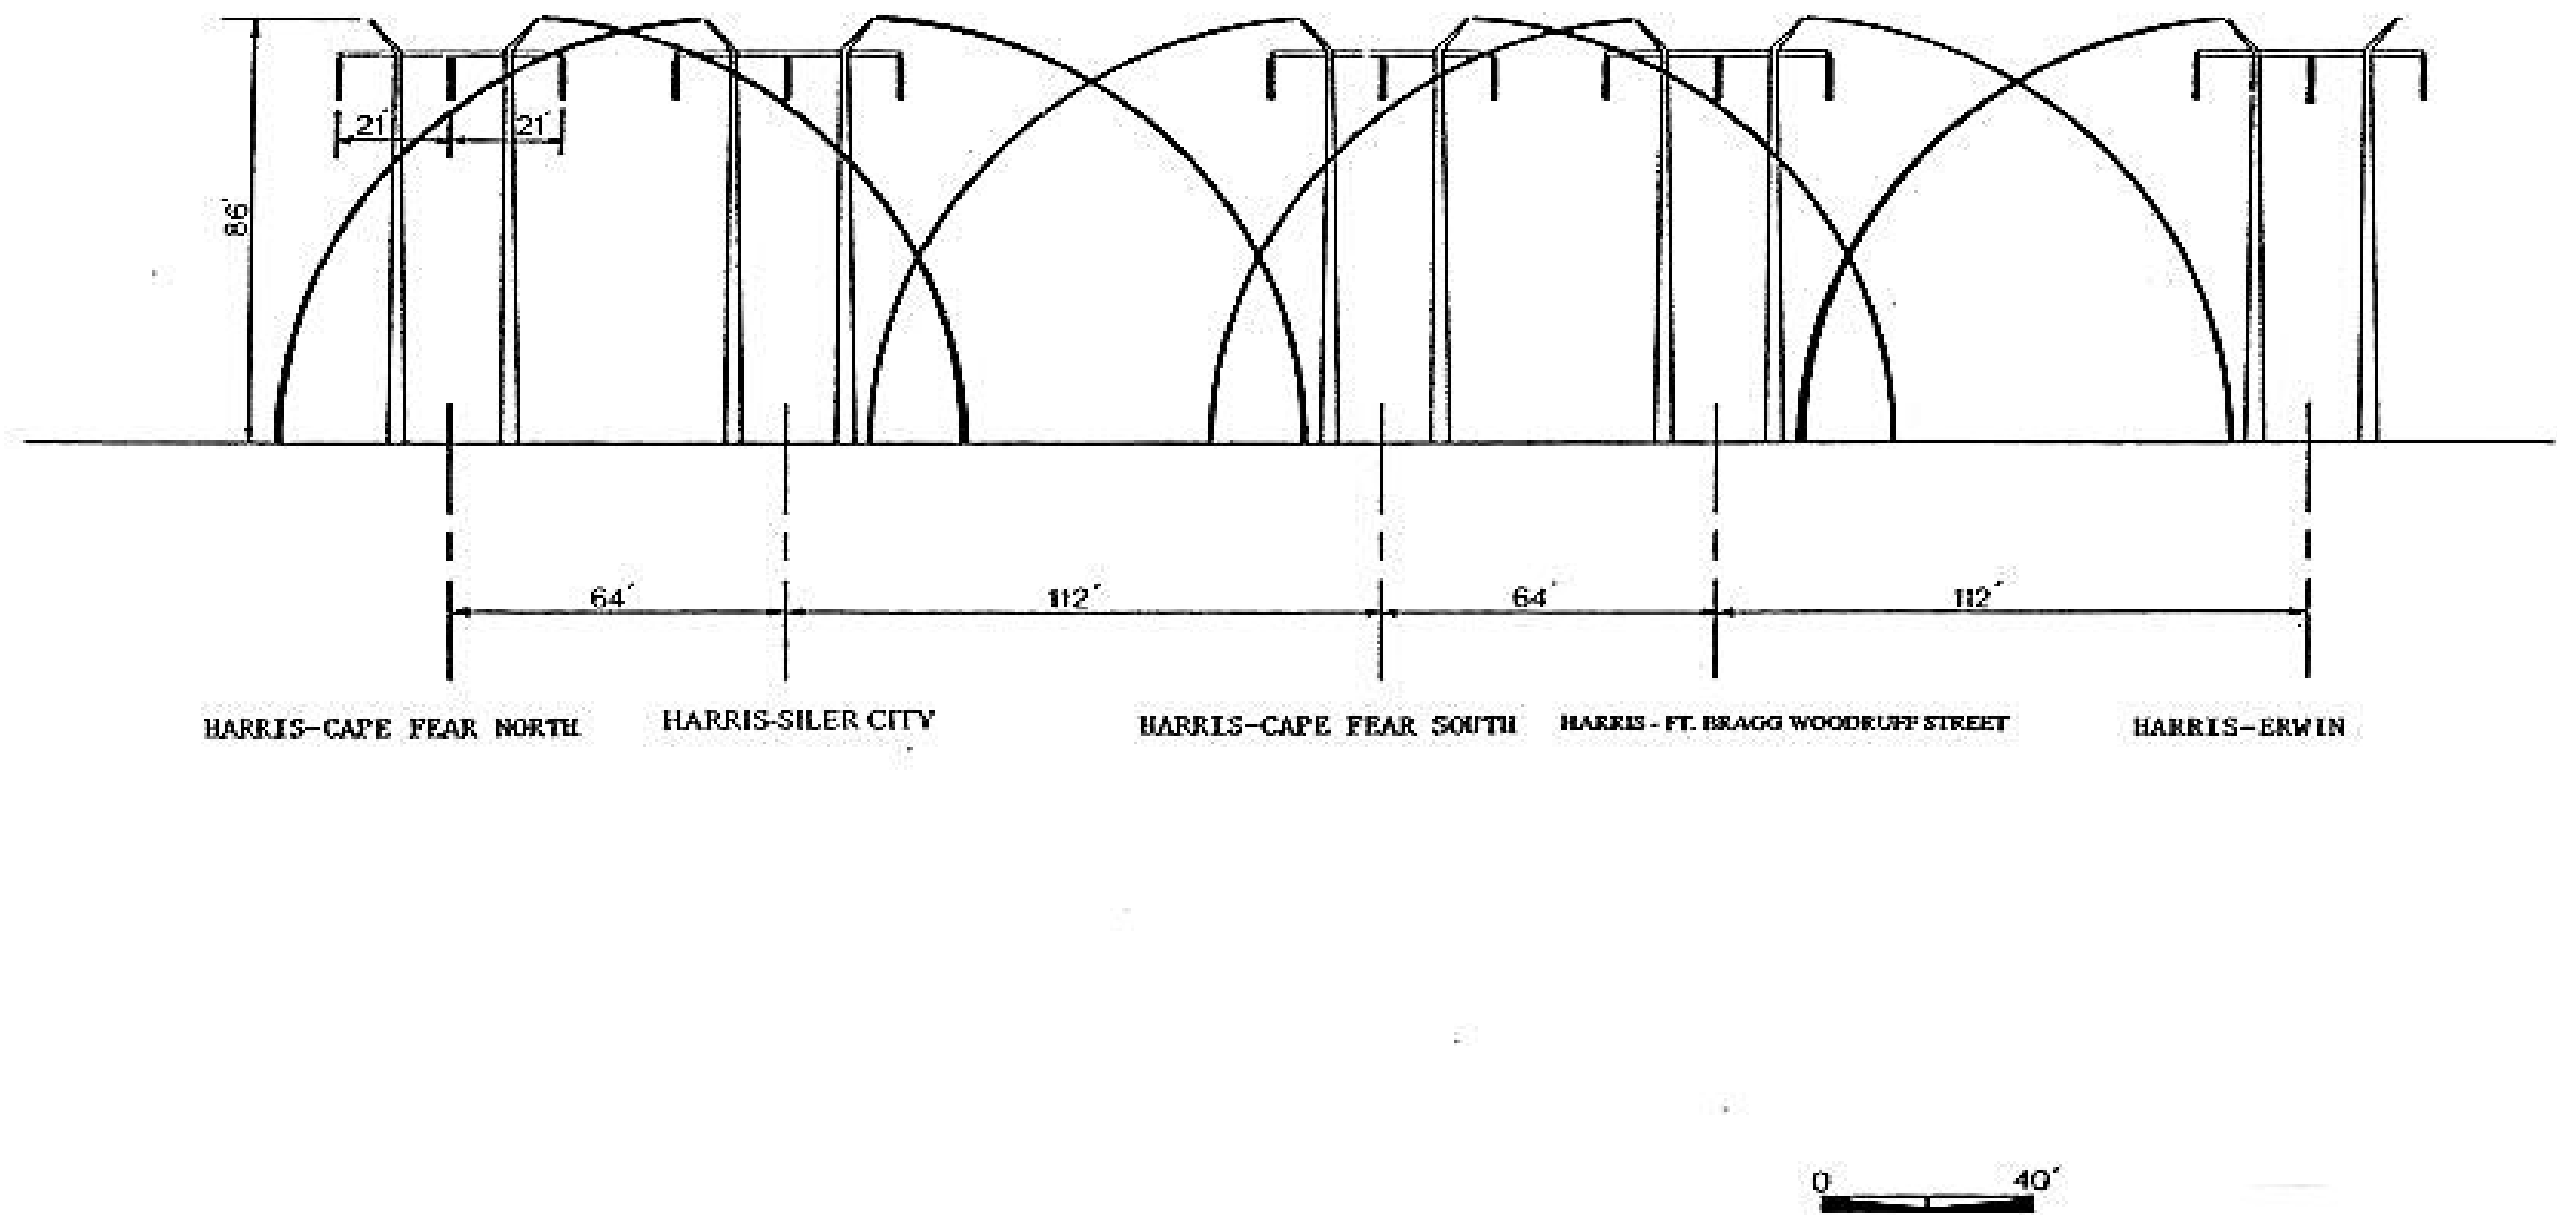 21' 21'
86'
64' 112' 64' 112'
HARRIS-CAPE FEAR NORTH
HARRIS-SILER CITY
HARRIS-CAPE FEAR SOUTH
HARRIS - FT. BRAGG WOODRUFF STREET
HARRIS-ERWIN
0 40'